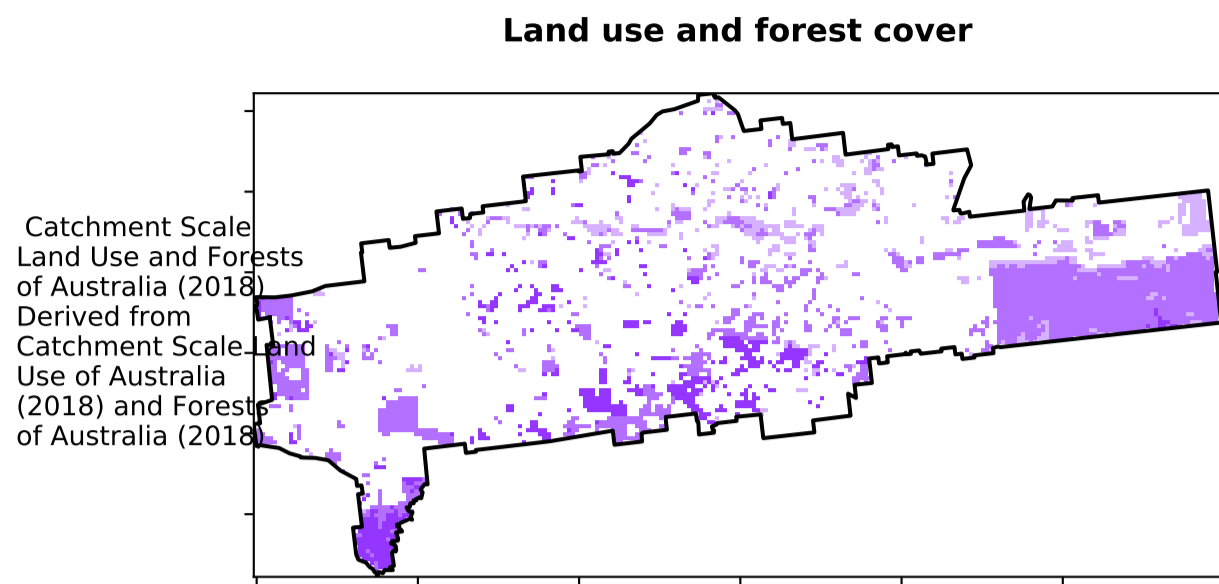 Land use and forest cover
Catchment Scale
Land Use and Forests
of Australia (2018)
Derived from
Catchment Scale Land
Use of Australia
(2018) and Forests
of Australia (2018)